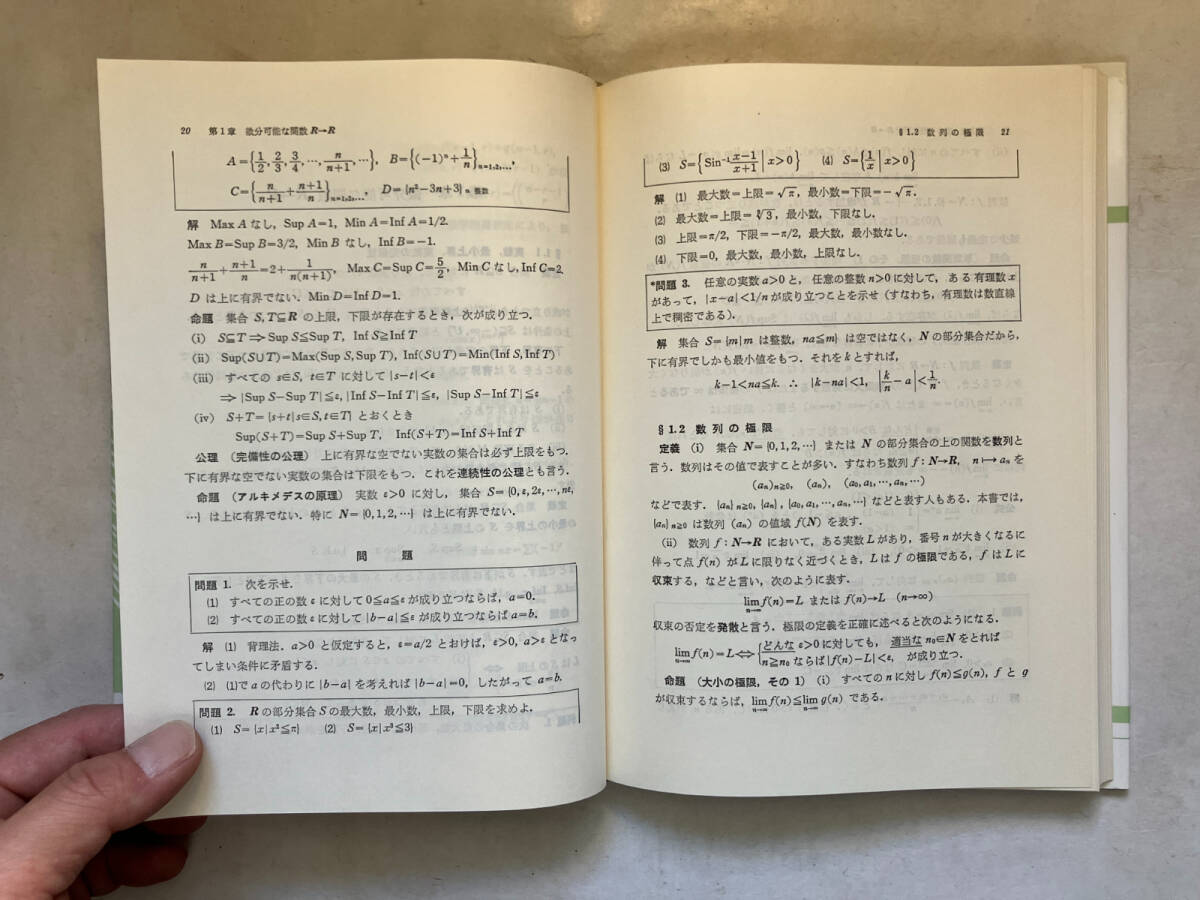 20 第1章 微分可能な関数 R→R
A={1/2, 2/3, 3/4, …, n/(n+1), …}, B={(-1)ⁿ+1/n}n=1,2,…,
C={n/(n+1)+(n+1)/n}n=1,2,…, D={n²-3n+3}n 整数
解 Max A なし, Sup A=1, Min A=Inf A=1/2.
Max B=Sup B=3/2, Min B なし, Inf B=-1.
n/(n+1)+(n+1)/n=2+1/(n(n+1)), Max C=Sup C=5/2, Min C なし, Inf C=2.
D は上に有界でない. Min D=Inf D=1.
命題 集合 S, T⊆R の上限, 下限が存在するとき, 次が成り立つ.
(i) S⊆T ⇒ Sup S≦Sup T, Inf S≧Inf T
(ii) Sup(S∪T)=Max(Sup S, Sup T), Inf(S∪T)=Min(Inf S, Inf T)
(iii) すべての s∈S, t∈T に対して |s-t|<ε
⇒ |Sup S-Sup T|≦ε, |Inf S-Inf T|≦ε, |Sup S-Inf T|≦ε
(iv) S+T={s+t|s∈S, t∈T} とおくとき
Sup(S+T)=Sup S+Sup T, Inf(S+T)=Inf S+Inf T
公理 (完備性の公理) 上に有界な空でない実数の集合は必ず上限をもつ.
下に有界な空でない実数の集合は下限をもつ. これを連続性の公理とも言う.
命題 (アルキメデスの原理) 実数 ε>0 に対し, 集合 S={0, ε, 2ε, …, nε,
…} は上に有界でない. 特に N={0, 1, 2, …} は上に有界でない.
問 題
問題 1. 次を示せ.
(1) すべての正の数 ε に対して 0≦a≦ε が成り立つならば, a=0.
(2) すべての正の数 ε に対して |b-a|≦ε が成り立つならば a=b.
解 (1) 背理法. a>0 と仮定すると, ε=a/2 とおけば, ε>0, a>ε となっ
てしまい条件に矛盾する.
(2) (1)で a の代わりに |b-a| を考えれば |b-a|=0, したがって a=b.
問題 2. R の部分集合 S の最大数, 最小数, 上限, 下限を求めよ.
(1) S={x|x²≦π} (2) S={x|x³≦3}
§1.2 数列の極限 21
(3) S={Sin⁻¹(x-1)/(x+1)|x>0} (4) S={1/x|x>0}
解 (1) 最大数=上限=√π, 最小数=下限=-√π.
(2) 最大数=上限=∛3, 最小数, 下限なし.
(3) 上限=π/2, 下限=-π/2, 最大数, 最小数なし.
(4) 下限=0, 最大数, 最小数, 上限なし.
*問題 3. 任意の実数 a>0 と, 任意の整数 n>0 に対して, ある有理数 x
があって, |x-a|<1/n が成り立つことを示せ (すなわち, 有理数は数直線
上で稠密である).
解 集合 S={m|m は整数, na≦m} は空ではなく, N の部分集合だから,
下に有界でしかも最小値をもつ. それを k とすれば,
k-1<na≦k. ∴ |k-na|<1, |k/n-a|<1/n.
§1.2 数列の極限
定義 (i) 集合 N={0, 1, 2, …} または N の部分集合の上の関数を数列と
言う. 数列はその値で表すことが多い. すなわち数列 f : N→R, n↦aₙ を
(aₙ)n≧0, (aₙ), (a₀, a₁, …, aₙ, …)
などで表す. {aₙ}n≧0, {aₙ}, {a₀, a₁, …, aₙ, …} などと表す人もある. 本書では,
{aₙ}n≧0 は数列 (aₙ) の値域 f(N) を表す.
(ii) 数列 f : N→R において, ある実数 L があり, 番号 n が大きくなるに
伴って点 f(n) が L に限りなく近づくとき, L は f の極限である, f は L に
収束する, などと言い, 次のように表す.
lim n→∞ f(n)=L または f(n)→L (n→∞)
収束の否定を発散と言う. 極限の定義を正確に述べると次のようになる.
lim n→∞ f(n)=L ⇔ {どんな ε>0 に対しても, 適当な n₀∈N をとれば
n≧n₀ ならば |f(n)-L|<ε, が成り立つ.
命題 (大小の極限, その 1) (i) すべての n に対し f(n)≦g(n), f と g
が収束するならば, lim n→∞ f(n)≦lim n→∞ g(n) である.